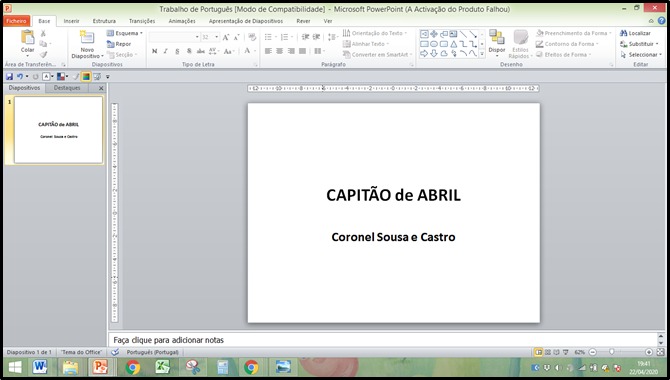 Trabalho de Português [Modo de Compatibilidade] - Microsoft PowerPoint (A Activação do Produto Falhou)
Ficheiro Base Inserir Estrutura Transições Animações Apresentação de Diapositivos Rever Ver
Colar
Novo Diapositivo
Esquema
Repor
Secção
Orientação do Texto
Alinhar Texto
Converter em SmartArt
Dispor
Estilos Rápidos
Preenchimento da Forma
Contorno da Forma
Efeitos de Forma
Localizar
Substituir
Seleccionar
Área de Transferênc...
Diapositivos
Tipo de Letra
Parágrafo
Desenho
Editar
Diapositivos Destaques
1
CAPITÃO de ABRIL
Coronel Sousa e Castro
CAPITÃO de ABRIL
Coronel Sousa e Castro
Faça clique para adicionar notas
Diapositivo 1 de 1 "Tema do Office" Português (Portugal) 62%
19:41
22/04/2020